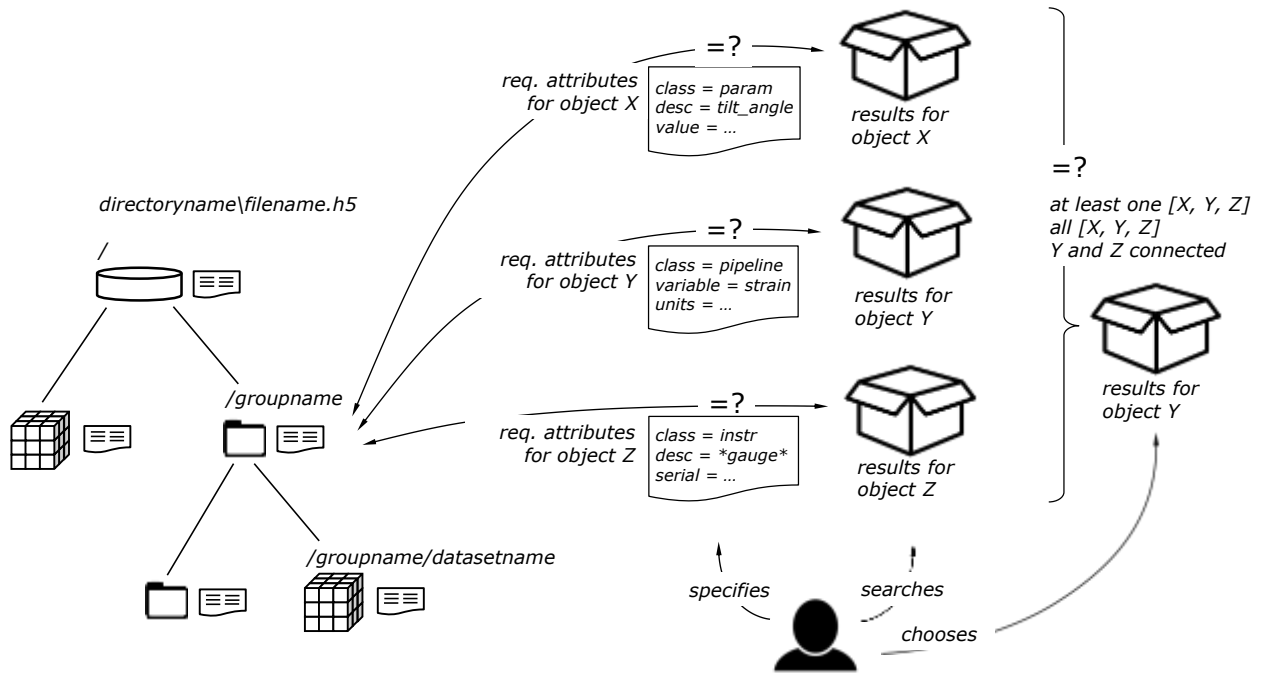 directoryname\filename.h5
/
/groupname
/groupname/datasetname
req. attributes
for object X
=?
class = param
desc = tilt_angle
value = ...
results for
object X
req. attributes
for object Y
=?
class = pipeline
variable = strain
units = ...
results for
object Y
req. attributes
for object Z
=?
class = instr
desc = *gauge*
serial = ...
results for
object Z
=?
at least one [X, Y, Z]
all [X, Y, Z]
Y and Z connected
results for
object Y
specifies
searches
chooses